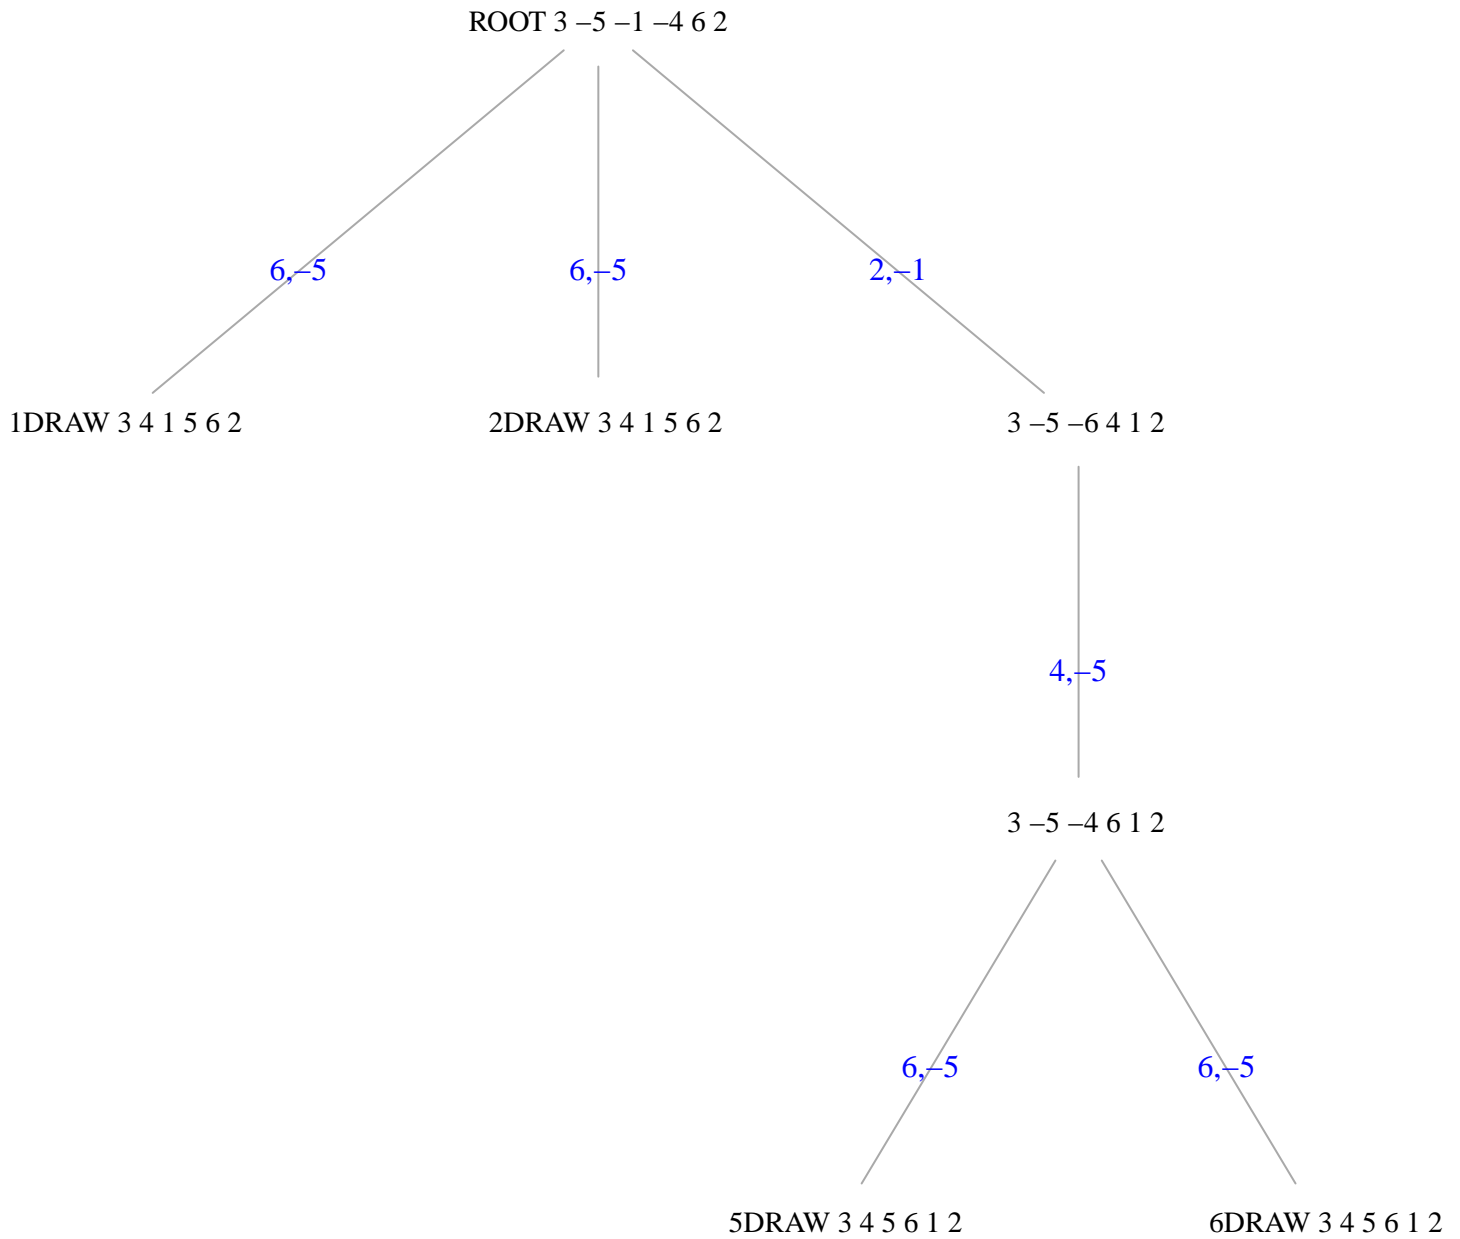 ROOT 3 –5 –1 –4 6 2
6,–5
6,–5
2,–1
1DRAW 3 4 1 5 6 2
2DRAW 3 4 1 5 6 2
3 –5 –6 4 1 2
4,–5
3 –5 –4 6 1 2
6,–5
6,–5
5DRAW 3 4 5 6 1 2
6DRAW 3 4 5 6 1 2